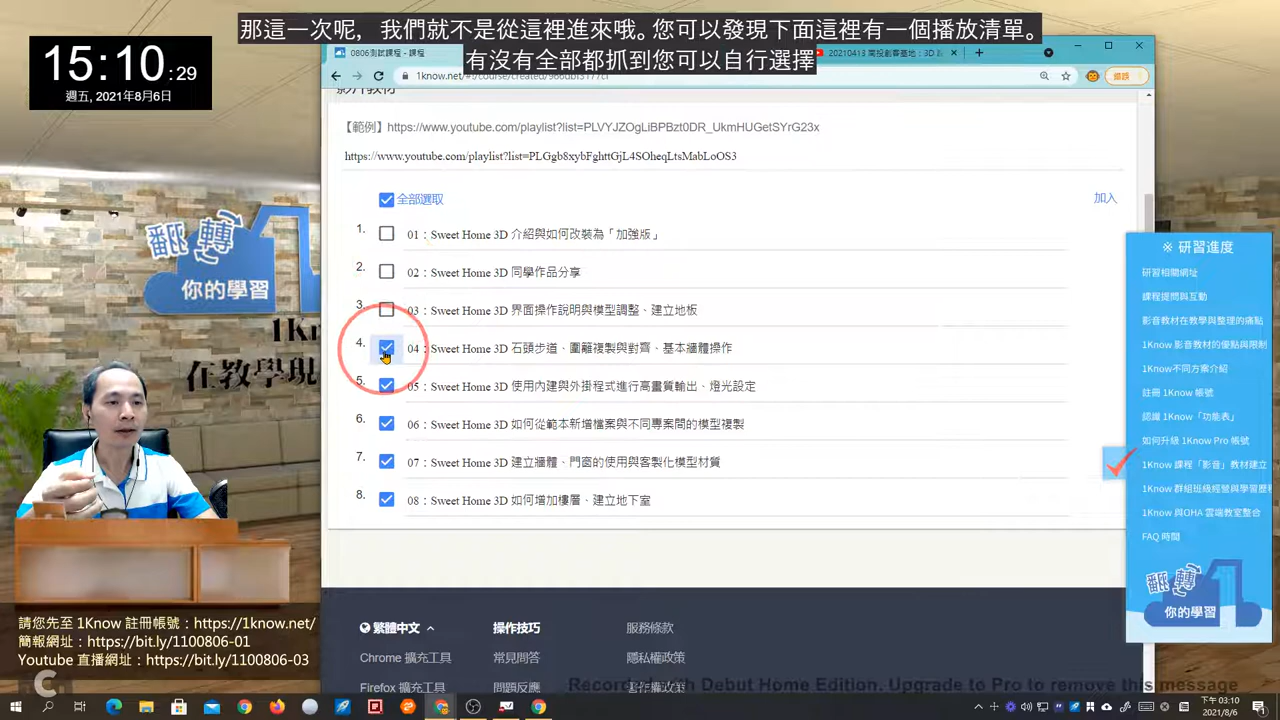 那這一次呢，我們就不是從這裡進來哦。您可以發現下面這裡有一個播放清單。
有沒有全部都抓到您可以自行選擇
15:10:29
週五, 2021年8月6日
0806測試課程 - 課程
20210413 開投創客基地：3D
影片教材
【範例】https://www.youtube.com/playlist?list=PLVYJZOgLiBPBzt0DR_UkmHUGetSYrG23x
https://www.youtube.com/playlist?list=PLGgb8xybFghttGjL4SOheqLtsMabLoOS3
全部選取
加入
1. 01：Sweet Home 3D 介紹與如何改裝為「加強版」
2. 02：Sweet Home 3D 同學作品分享
3. 03：Sweet Home 3D 界面操作說明與模型調整、建立地板
4. 04：Sweet Home 3D 石頭步道、圍籬複製與對齊、基本牆體操作
5. 05：Sweet Home 3D 使用內建與外掛程式進行高畫質輸出、燈光設定
6. 06：Sweet Home 3D 如何從範本新增檔案與不同專案間的模型複製
7. 07：Sweet Home 3D 建立牆體、門窗的使用與客製化模型材質
8. 08：Sweet Home 3D 如何增加樓層、建立地下室
※ 研習進度
研習相關網址
課程提問與互動
影音教材在教學與整理的痛點
1Know 影音教材的優點與限制
1Know不同方案介紹
註冊 1Know 帳號
認識 1Know「功能表」
如何升級 1Know Pro 帳號
1Know 課程「影音」教材建立
1Know 群組班級經營與學習歷程
1Know 與OHA 雲端教室整合
FAQ 時間
翻轉
你的學習
翻轉
你的學習
1Kn
在教學現
繁體中文
操作技巧
服務條款
Chrome 擴充工具
常見問答
隱私權政策
Firefox 擴充工具
問題反應
著作權政策
請您先至 1Know 註冊帳號：https://1know.net/
簡報網址：https://bit.ly/1100806-01
Youtube 直播網址：https://bit.ly/1100806-03
Recorded with Debut Home Edition. Upgrade to Pro to remove this message
下午 03:10
2021/8/6